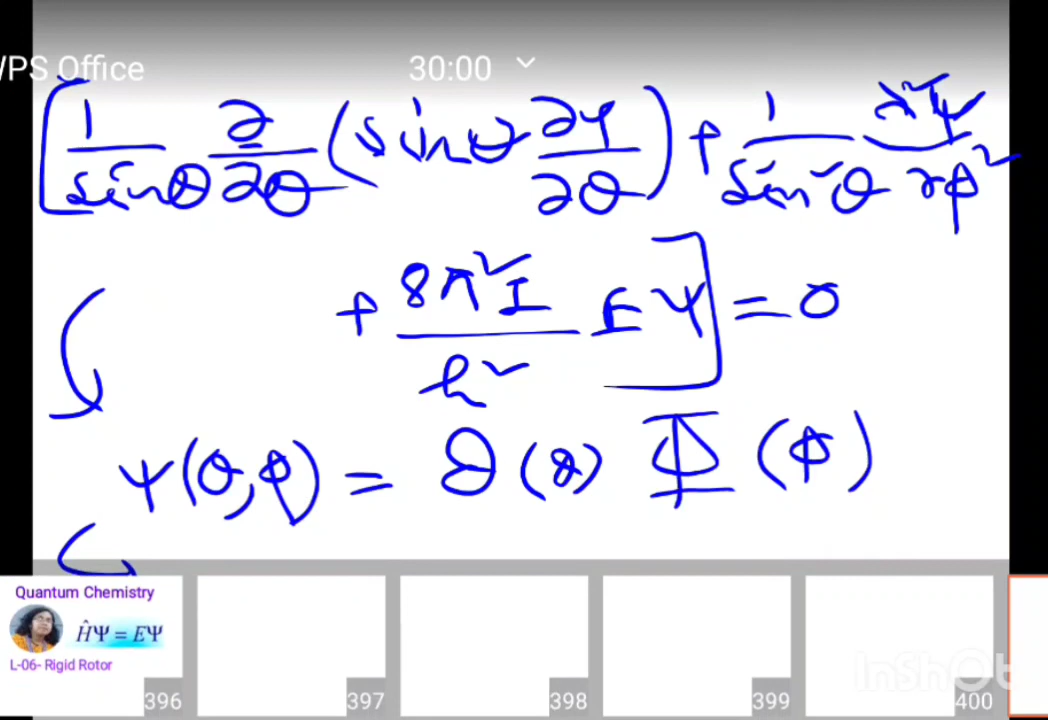 WPS Office 30:00
[1/sinθ ∂/∂θ (sinθ ∂ψ/∂θ) + 1/sin²θ ∂²ψ/∂φ²
+ 8π²I/h² Eψ] = 0
ψ(θ,φ) = Θ(θ) Φ(φ)
Quantum Chemistry
ĤΨ = EΨ
L-06- Rigid Rotor
396 397 398 399 400
InShOt